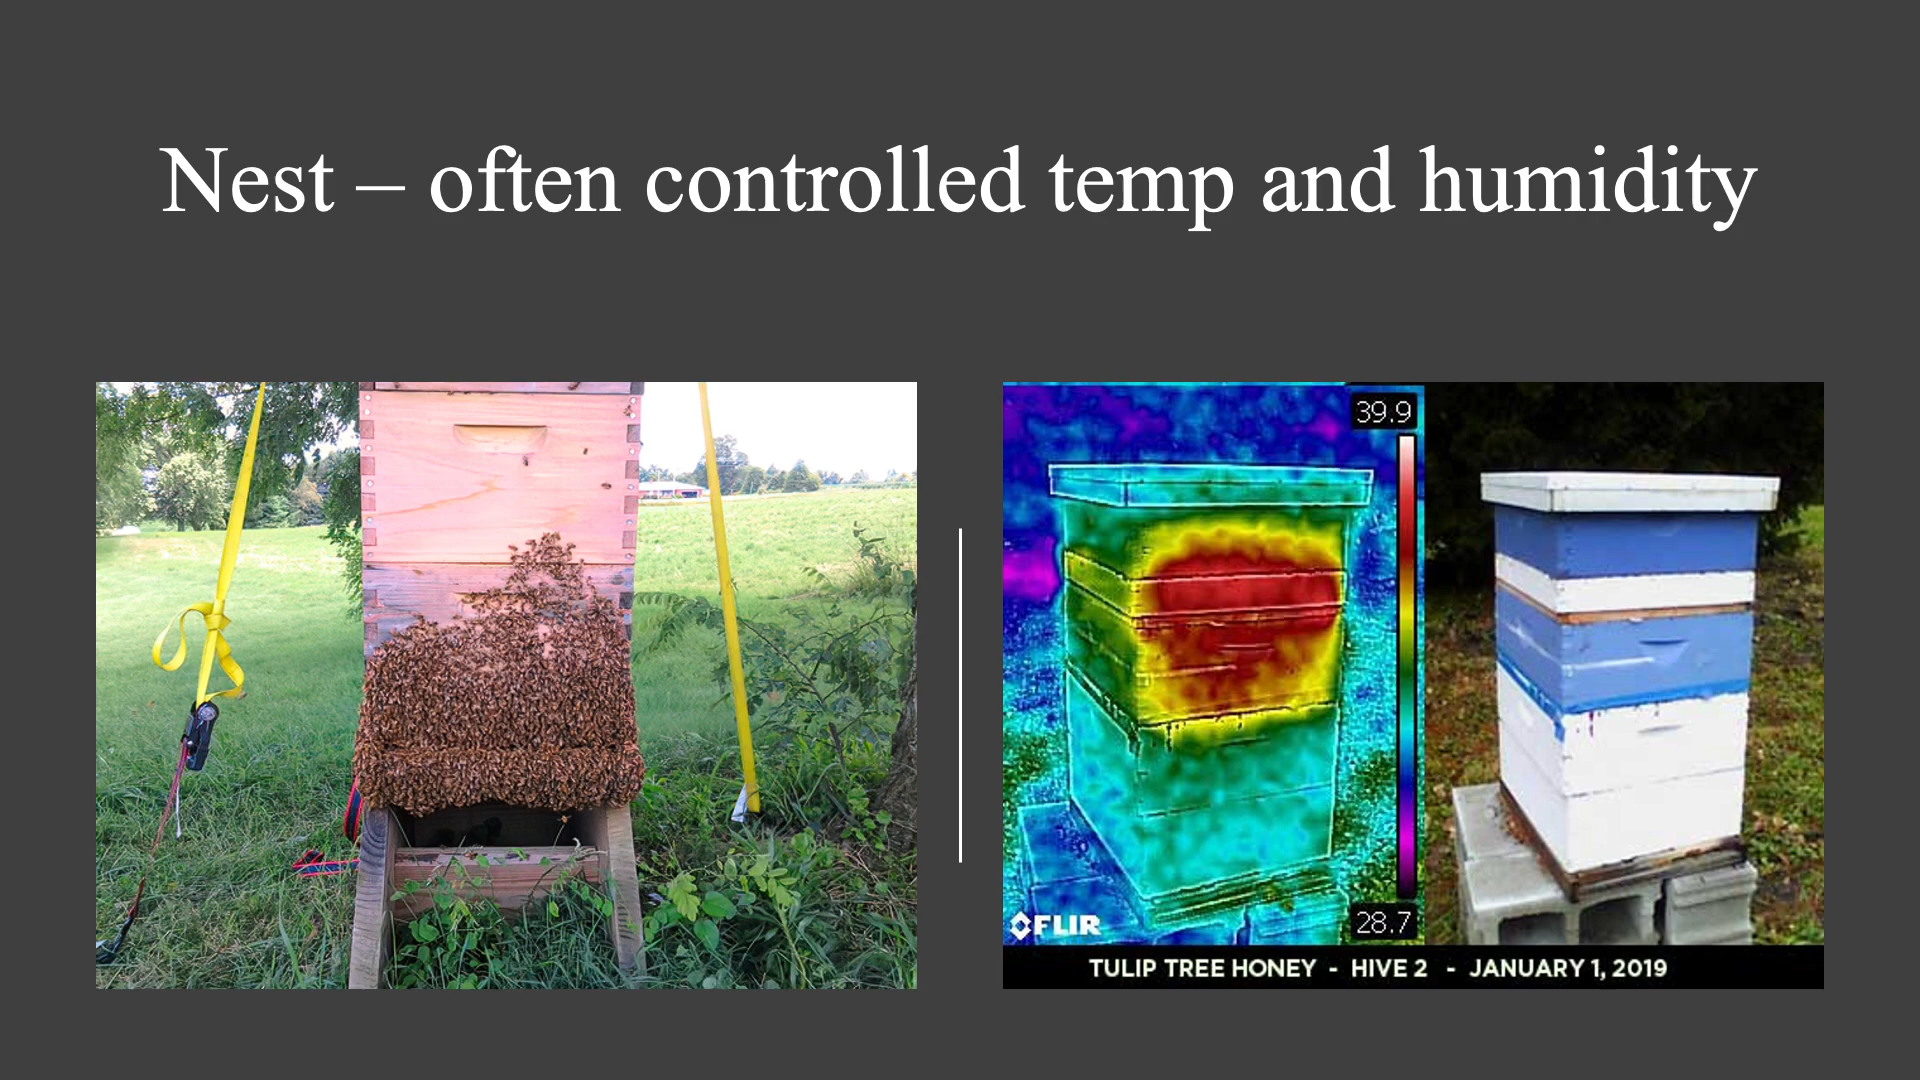 Nest – often controlled temp and humidity
39.9
28.7
FLIR
TULIP TREE HONEY - HIVE 2 - JANUARY 1, 2019